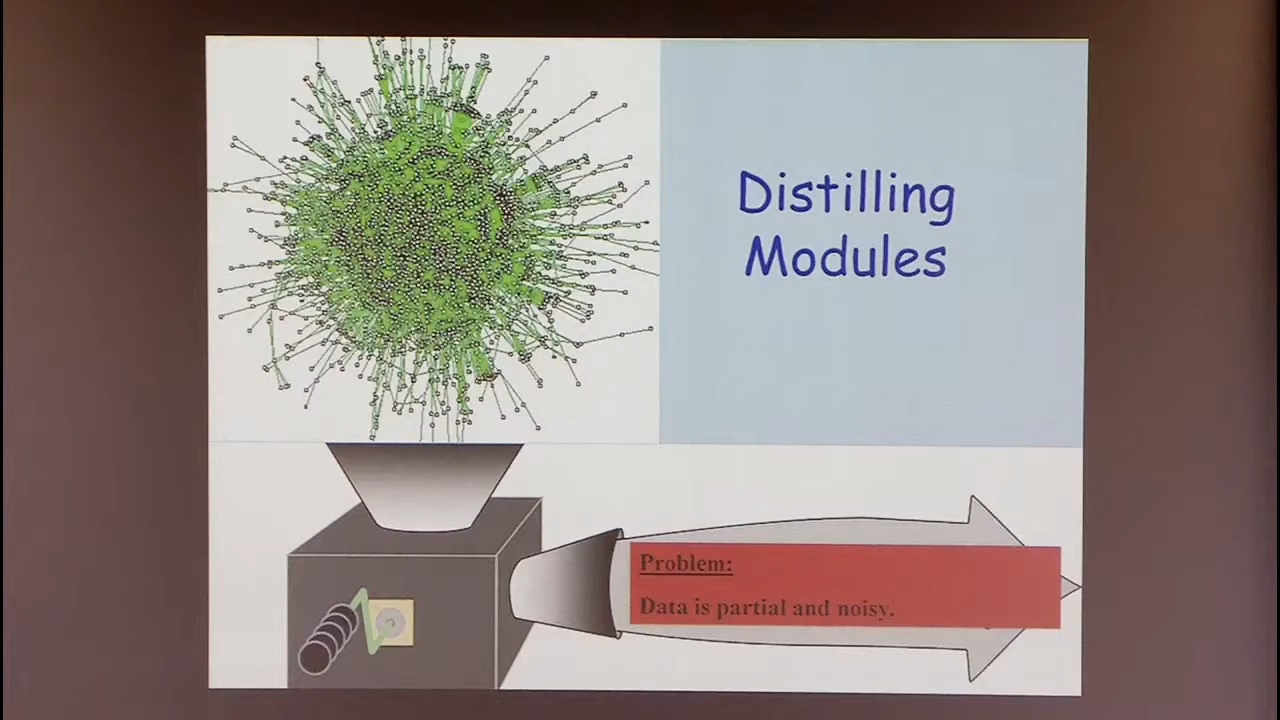 Distilling
Modules
Problem:
Data is partial and noisy.